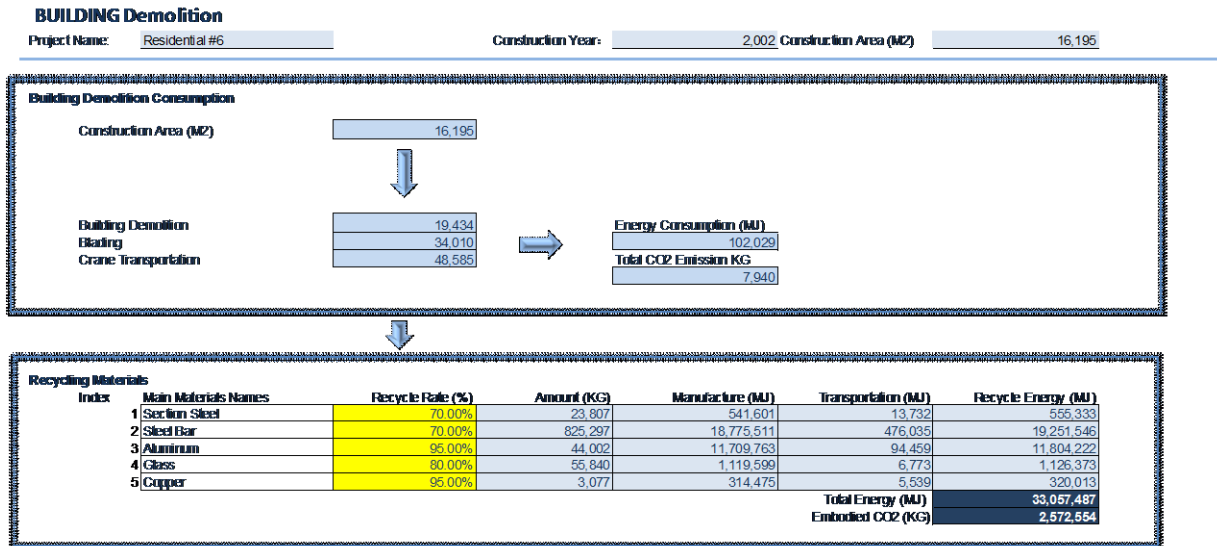 BUILDING Demolition
Project Name: Residential #6 Construction Year: 2,002 Construction Area (M2) 16,195
Building Demolition Consumption
Construction Area (M2) 16,195
Building Demolition 19,434 Energy Consumption (MJ)
Blading 34,010 102,029
Crane Transportation 48,585 Total CO2 Emission KG
7,940
Recycling Materials
Index Main Materials Names Recycle Rate (%) Amount (KG) Manufacture (MJ) Transportation (MJ) Recycle Energy (MJ)
1 Section Steel 70.00% 23,807 541,601 13,732 555,333
2 Steel Bar 70.00% 825,297 18,775,511 476,035 19,251,546
3 Aluminum 95.00% 44,002 11,709,763 94,459 11,804,222
4 Glass 80.00% 55,840 1,119,599 6,773 1,126,373
5 Copper 95.00% 3,077 314,475 5,539 320,013
Total Energy (MJ) 33,057,487
Embodied CO2 (KG) 2,572,554